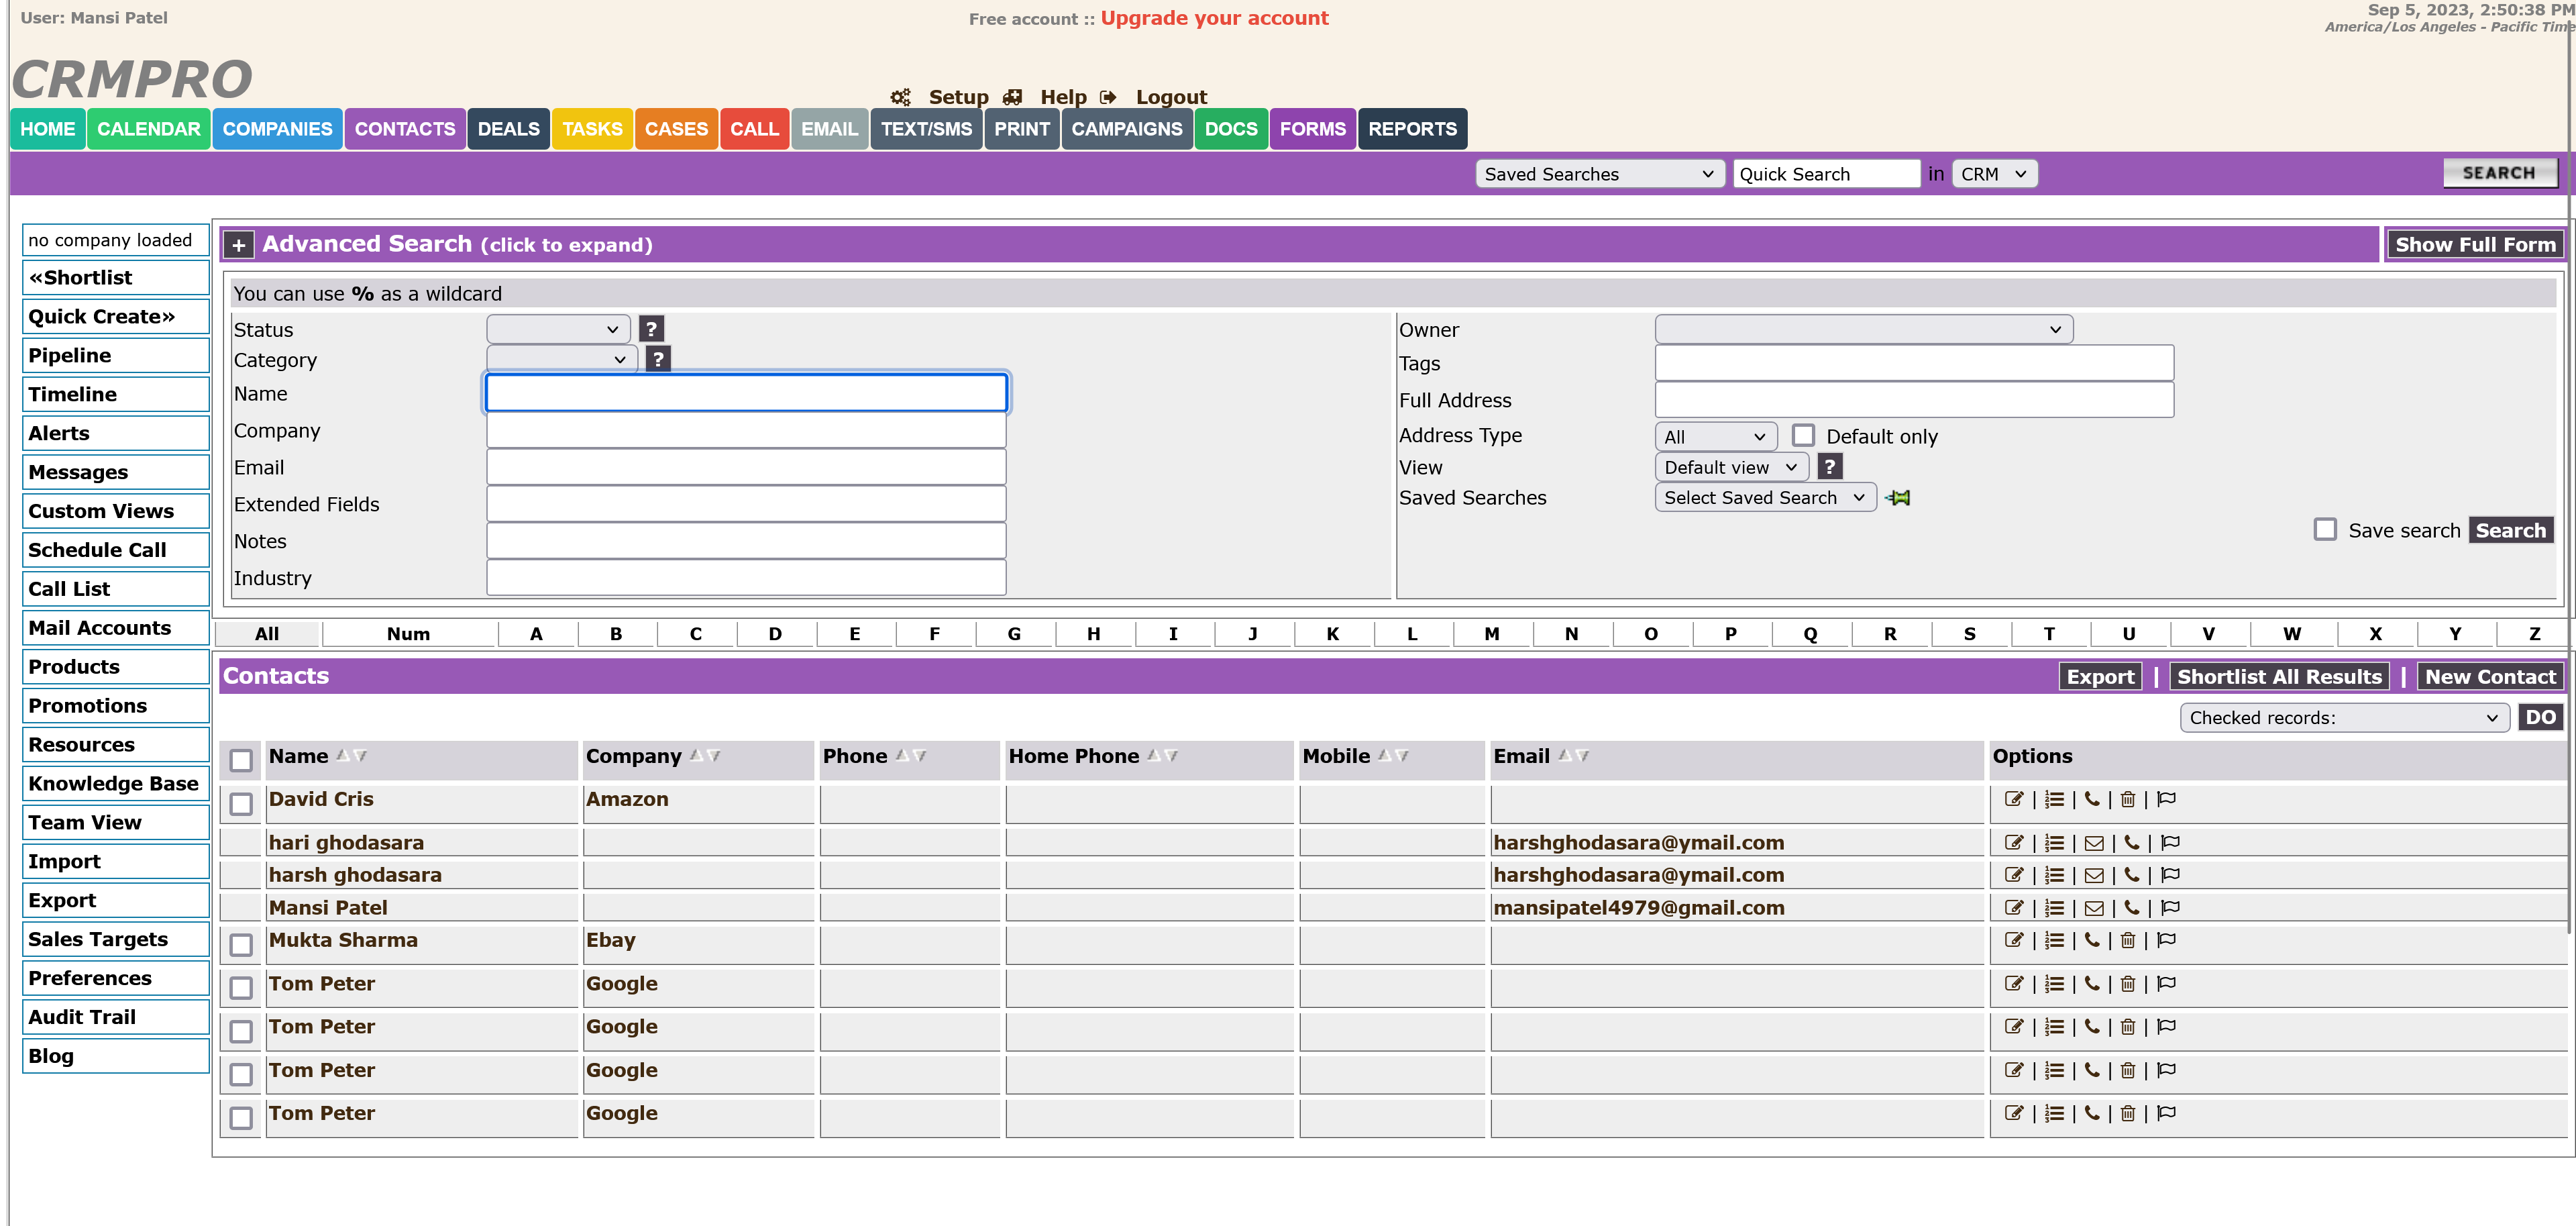 User: Mansi Patel
Free account :: Upgrade your account
Sep 5, 2023, 2:50:38 PM
America/Los Angeles - Pacific Time
CRMPRO
Setup Help Logout
HOME CALENDAR COMPANIES CONTACTS DEALS TASKS CASES CALL EMAIL TEXT/SMS PRINT CAMPAIGNS DOCS FORMS REPORTS
Saved Searches Quick Search in CRM SEARCH
no company loaded
«Shortlist
Quick Create»
Pipeline
Timeline
Alerts
Messages
Custom Views
Schedule Call
Call List
Mail Accounts
Products
Promotions
Resources
Knowledge Base
Team View
Import
Export
Sales Targets
Preferences
Audit Trail
Blog
+ Advanced Search (click to expand) Show Full Form
You can use % as a wildcard
Status ?
Category ?
Name
Company
Email
Extended Fields
Notes
Industry
Owner
Tags
Full Address
Address Type All Default only
View Default view ?
Saved Searches Select Saved Search
Save search Search
All Num A B C D E F G H I J K L M N O P Q R S T U V W X Y Z
Contacts Export | Shortlist All Results | New Contact
Checked records: DO
Name Company Phone Home Phone Mobile Email Options
David Cris Amazon
hari ghodasara harshghodasara@ymail.com
harsh ghodasara harshghodasara@ymail.com
Mansi Patel mansipatel4979@gmail.com
Mukta Sharma Ebay
Tom Peter Google
Tom Peter Google
Tom Peter Google
Tom Peter Google